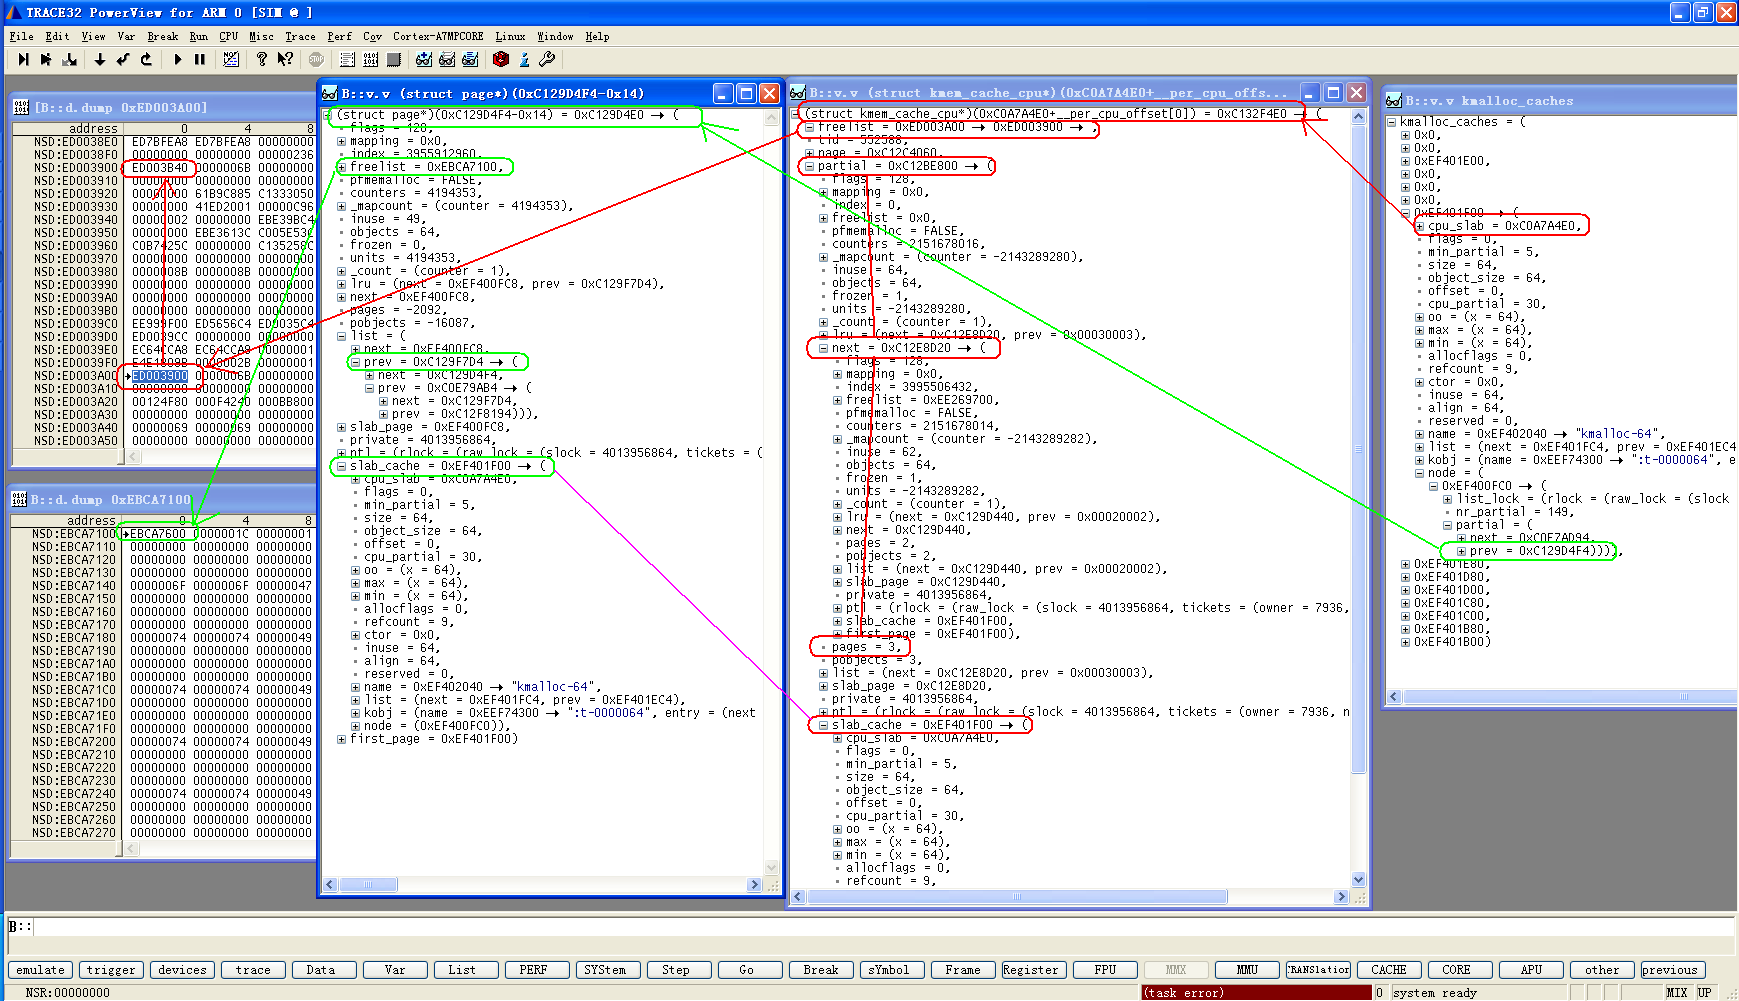 TRACE32 PowerView for ARM 0 [SIM @ ]
File Edit View Var Break Run CPU Misc Trace Perf Cov Cortex-A7MPCORE Linux Window Help
[B::d.dump 0xED003A00]
address 0 4 8
NSD:ED0038E0 ED7BFEA8 ED7BFEA8 00000000
NSD:ED0038F0 00000000 00000000 00000236
NSD:ED003900 ED003B40 0000006B 00000000
NSD:ED003910
NSD:ED003920 61B9C885 C1333050
NSD:ED003930 41ED2001 00000C96
NSD:ED003940 00000002 00000000 EBE39BC4
NSD:ED003950 EBE3613C C005E53C
NSD:ED003960 C0B7425C 00000000 C135258C
NSD:ED003970 00000000 00000000 00000000
NSD:ED003980 0000008B 0000008B 00000000
NSD:ED003990 00000000 00000000 00000000
NSD:ED0039A0 00000000 00000000 00000000
NSD:ED0039B0 00000000 00000000 00000000
NSD:ED0039C0 EE999F00 ED5656C4
NSD:ED0039D0 ED0039CC 00000000 00000000
NSD:ED0039E0 EC64CCA8 EC64CCA8 00000001
NSD:ED0039F0
NSD:ED003A00 ED003900 0000006B 00000000
NSD:ED003A10 00000000 00000000 00000000
NSD:ED003A20 00124F80 000F4240 000BB800
NSD:ED003A30 00000000 00000000 00000000
NSD:ED003A40 00000069 00000069 00000000
NSD:ED003A50 00000000 00000000 00000000
B::d.dump 0xEBCA7100
address 0 4 8
NSD:EBCA7100 EBCA7600 0000001C 00000001
NSD:EBCA7110 00000000 00000000 00000000
NSD:EBCA7120 00000000 00000000 00000000
NSD:EBCA7130 00000000 00000000 00000000
NSD:EBCA7140 0000006F 0000006F 00000047
NSD:EBCA7150 00000000 00000000 00000000
NSD:EBCA7160 00000000 00000000 00000000
NSD:EBCA7170 00000000 00000000 00000000
NSD:EBCA7180 00000074 00000074 00000049
NSD:EBCA7190 00000000 00000000 00000000
NSD:EBCA71A0 00000000 00000000 00000000
NSD:EBCA71B0 00000000 00000000 00000000
NSD:EBCA71C0 00000074 00000074 00000049
NSD:EBCA71D0 00000000 00000000 00000000
NSD:EBCA71E0 00000000 00000000 00000000
NSD:EBCA71F0 00000000 00000000 00000000
NSD:EBCA7200 00000074 00000074 00000049
NSD:EBCA7210 00000000 00000000 00000000
NSD:EBCA7220 00000000 00000000 00000000
NSD:EBCA7230 00000000 00000000 00000000
NSD:EBCA7240 00000074 00000074 00000049
NSD:EBCA7250 00000000 00000000 00000000
NSD:EBCA7260 00000000 00000000 00000000
NSD:EBCA7270 00000000 00000000 00000000
B::v.v (struct page*)(0xC129D4F4-0x14)
(struct page*)(0xC129D4F4-0x14) = 0xC129D4E0 → (
flags = 128,
mapping = 0x0,
index = 3955912960,
freelist = 0xEBCA7100,
pfmemalloc = FALSE,
counters = 4194353,
_mapcount = (counter = 4194353),
inuse = 49,
objects = 64,
frozen = 0,
units = 4194353,
_count = (counter = 1),
lru = (next = 0xEF400FC8, prev = 0xC129F7D4),
next = 0xEF400FC8,
pages = -2092,
pobjects = -16087,
list = (
next = 0xEF400FC8,
prev = 0xC129F7D4 → (
next = 0xC129D4F4,
prev = 0xC0E79AB4 → (
next = 0xC129F7D4,
prev = 0xC12F8194))),
slab_page = 0xEF400FC8,
private = 4013956864,
ptl = (rlock = (raw_lock = (slock = 4013956864, tickets = (
slab_cache = 0xEF401F00 → (
cpu_slab = 0xC0A7A4E0,
flags = 0,
min_partial = 5,
size = 64,
object_size = 64,
offset = 0,
cpu_partial = 30,
oo = (x = 64),
max = (x = 64),
min = (x = 64),
allocflags = 0,
refcount = 9,
ctor = 0x0,
inuse = 64,
align = 64,
reserved = 0,
name = 0xEF402040 → "kmalloc-64",
list = (next = 0xEF401FC4, prev = 0xEF401EC4),
kobj = (name = 0xEEF74300 → ":t-0000064", entry = (next
node = (0xEF400FC0)),
first_page = 0xEF401F00)
B::v.v (struct kmem_cache_cpu*)(0xC0A7A4E0+__per_cpu_offs...
(struct kmem_cache_cpu*)(0xC0A7A4E0+__per_cpu_offset[0]) = 0xC132F4E0 → (
freelist = 0xED003A00 → 0xED003900 → ,
tid = 552588,
page = 0xC12C4060,
partial = 0xC12BE800 → (
flags = 128,
mapping = 0x0,
index = 0,
freelist = 0x0,
pfmemalloc = FALSE,
counters = 2151678016,
_mapcount = (counter = -2143289280),
inuse = 64,
objects = 64,
frozen = 1,
units = -2143289280,
_count = (counter = 1),
lru = (next = 0xC12E8D20, prev = 0x00030003),
next = 0xC12E8D20 → (
flags = 128,
mapping = 0x0,
index = 3995506432,
freelist = 0xEE269700,
pfmemalloc = FALSE,
counters = 2151678014,
_mapcount = (counter = -2143289282),
inuse = 62,
objects = 64,
frozen = 1,
units = -2143289282,
_count = (counter = 1),
lru = (next = 0xC129D440, prev = 0x00020002),
next = 0xC129D440,
pages = 2,
pobjects = 2,
list = (next = 0xC129D440, prev = 0x00020002),
slab_page = 0xC129D440,
private = 4013956864,
ptl = (rlock = (raw_lock = (slock = 4013956864, tickets = (owner = 7936,
slab_cache = 0xEF401F00,
first_page = 0xEF401F00),
pages = 3,
pobjects = 3,
list = (next = 0xC12E8D20, prev = 0x00030003),
slab_page = 0xC12E8D20,
private = 4013956864,
ptl = (rlock = (raw_lock = (slock = 4013956864, tickets = (owner = 7936, n
slab_cache = 0xEF401F00 → (
cpu_slab = 0xC0A7A4E0,
flags = 0,
min_partial = 5,
size = 64,
object_size = 64,
offset = 0,
cpu_partial = 30,
oo = (x = 64),
max = (x = 64),
min = (x = 64),
allocflags = 0,
refcount = 9,
B::v.v kmalloc_caches
kmalloc_caches = (
0x0,
0x0,
0xEF401E00,
0x0,
0x0,
0x0,
0xEF401F00 → (
cpu_slab = 0xC0A7A4E0,
flags = 0,
min_partial = 5,
size = 64,
object_size = 64,
offset = 0,
cpu_partial = 30,
oo = (x = 64),
max = (x = 64),
min = (x = 64),
allocflags = 0,
refcount = 9,
ctor = 0x0,
inuse = 64,
align = 64,
reserved = 0,
name = 0xEF402040 → "kmalloc-64",
list = (next = 0xEF401FC4, prev = 0xEF401EC4
kobj = (name = 0xEEF74300 → ":t-0000064", e
node = (
0xEF400FC0 → (
list_lock = (rlock = (raw_lock = (slock
nr_partial = 149,
partial = (
next = 0xC0E7AD94,
prev = 0xC129D4F4)))),
0xEF401E80,
0xEF401D80,
0xEF401D00,
0xEF401C80,
0xEF401C00,
0xEF401B80,
0xEF401B00)
B::
emulate trigger devices trace Data Var List PERF SYStem Step Go Break sYmbol Frame Register FPU MMX MMU TRANSlation CACHE CORE APU other previous
NSR:00000000 (task error) 0 system ready MIX UP